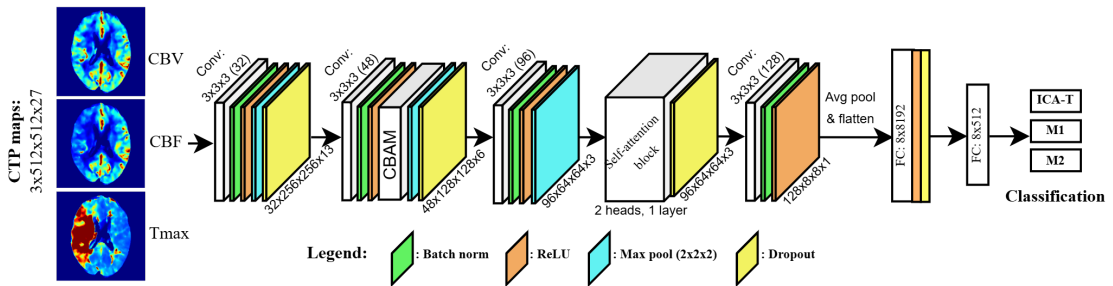 CTP maps:
3x512x512x27
CBV
CBF
Tmax
Conv:
3x3x3 (32)
32x256x256x13
Conv:
3x3x3 (48)
CBAM
48x128x128x6
Conv:
3x3x3 (96)
96x64x64x3
Self-attention
block
2 heads, 1 layer
96x64x64x3
Conv:
3x3x3 (128)
128x8x8x1
Avg pool
& flatten
FC: 8x8192
FC: 8x512
ICA-T
M1
M2
Classification
Legend:
: Batch norm
: ReLU
: Max pool (2x2x2)
: Dropout